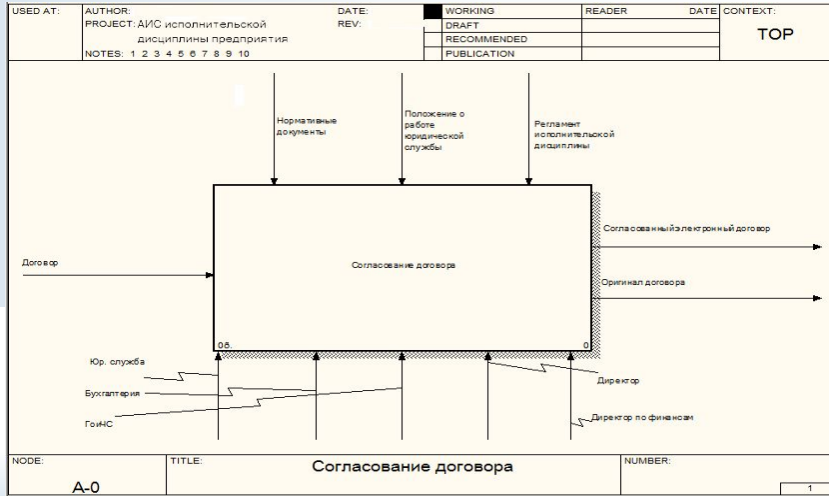 USED AT:
AUTHOR:
DATE:
PROJECT: АИС исполнительской
REV:
дисциплины предприятия
NOTES: 1 2 3 4 5 6 7 8 9 10
WORKING
DRAFT
RECOMMENDED
PUBLICATION
READER
DATE
CONTEXT:
TOP
Нормативные
документы
Положение о
работе
юридической
службы
Регламент
исполнительской
дисциплины
Договор
Согласование договора
Согласованный электронный договор
Оригинал договора
0б.
0
Юр. служба
Бухгалтерия
ГоиЧС
Директор
Директор по финансам
NODE:
A-0
TITLE:
Согласование договора
NUMBER:
1